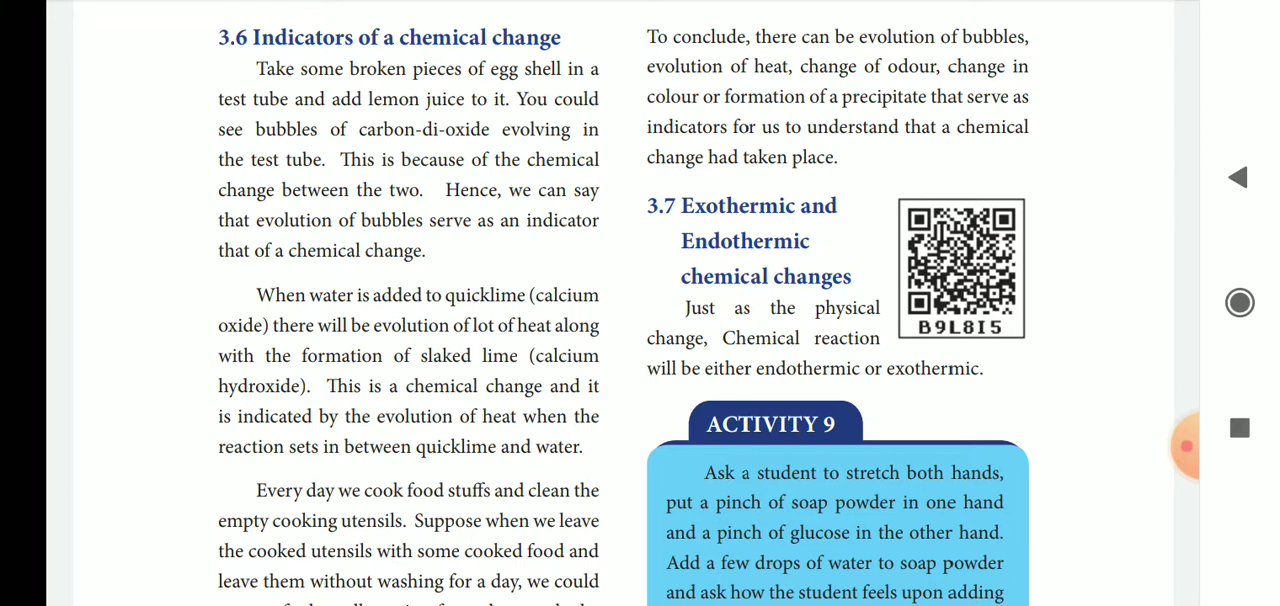 3.6 Indicators of a chemical change
Take some broken pieces of egg shell in a
test tube and add lemon juice to it. You could
see bubbles of carbon-di-oxide evolving in
the test tube. This is because of the chemical
change between the two. Hence, we can say
that evolution of bubbles serve as an indicator
that of a chemical change.
When water is added to quicklime (calcium
oxide) there will be evolution of lot of heat along
with the formation of slaked lime (calcium
hydroxide). This is a chemical change and it
is indicated by the evolution of heat when the
reaction sets in between quicklime and water.
Every day we cook food stuffs and clean the
empty cooking utensils. Suppose when we leave
the cooked utensils with some cooked food and
leave them without washing for a day, we could
To conclude, there can be evolution of bubbles,
evolution of heat, change of odour, change in
colour or formation of a precipitate that serve as
indicators for us to understand that a chemical
change had taken place.
3.7 Exothermic and
Endothermic
chemical changes
Just as the physical
change, Chemical reaction
will be either endothermic or exothermic.
B9L8I5
ACTIVITY 9
Ask a student to stretch both hands,
put a pinch of soap powder in one hand
and a pinch of glucose in the other hand.
Add a few drops of water to soap powder
and ask how the student feels upon adding